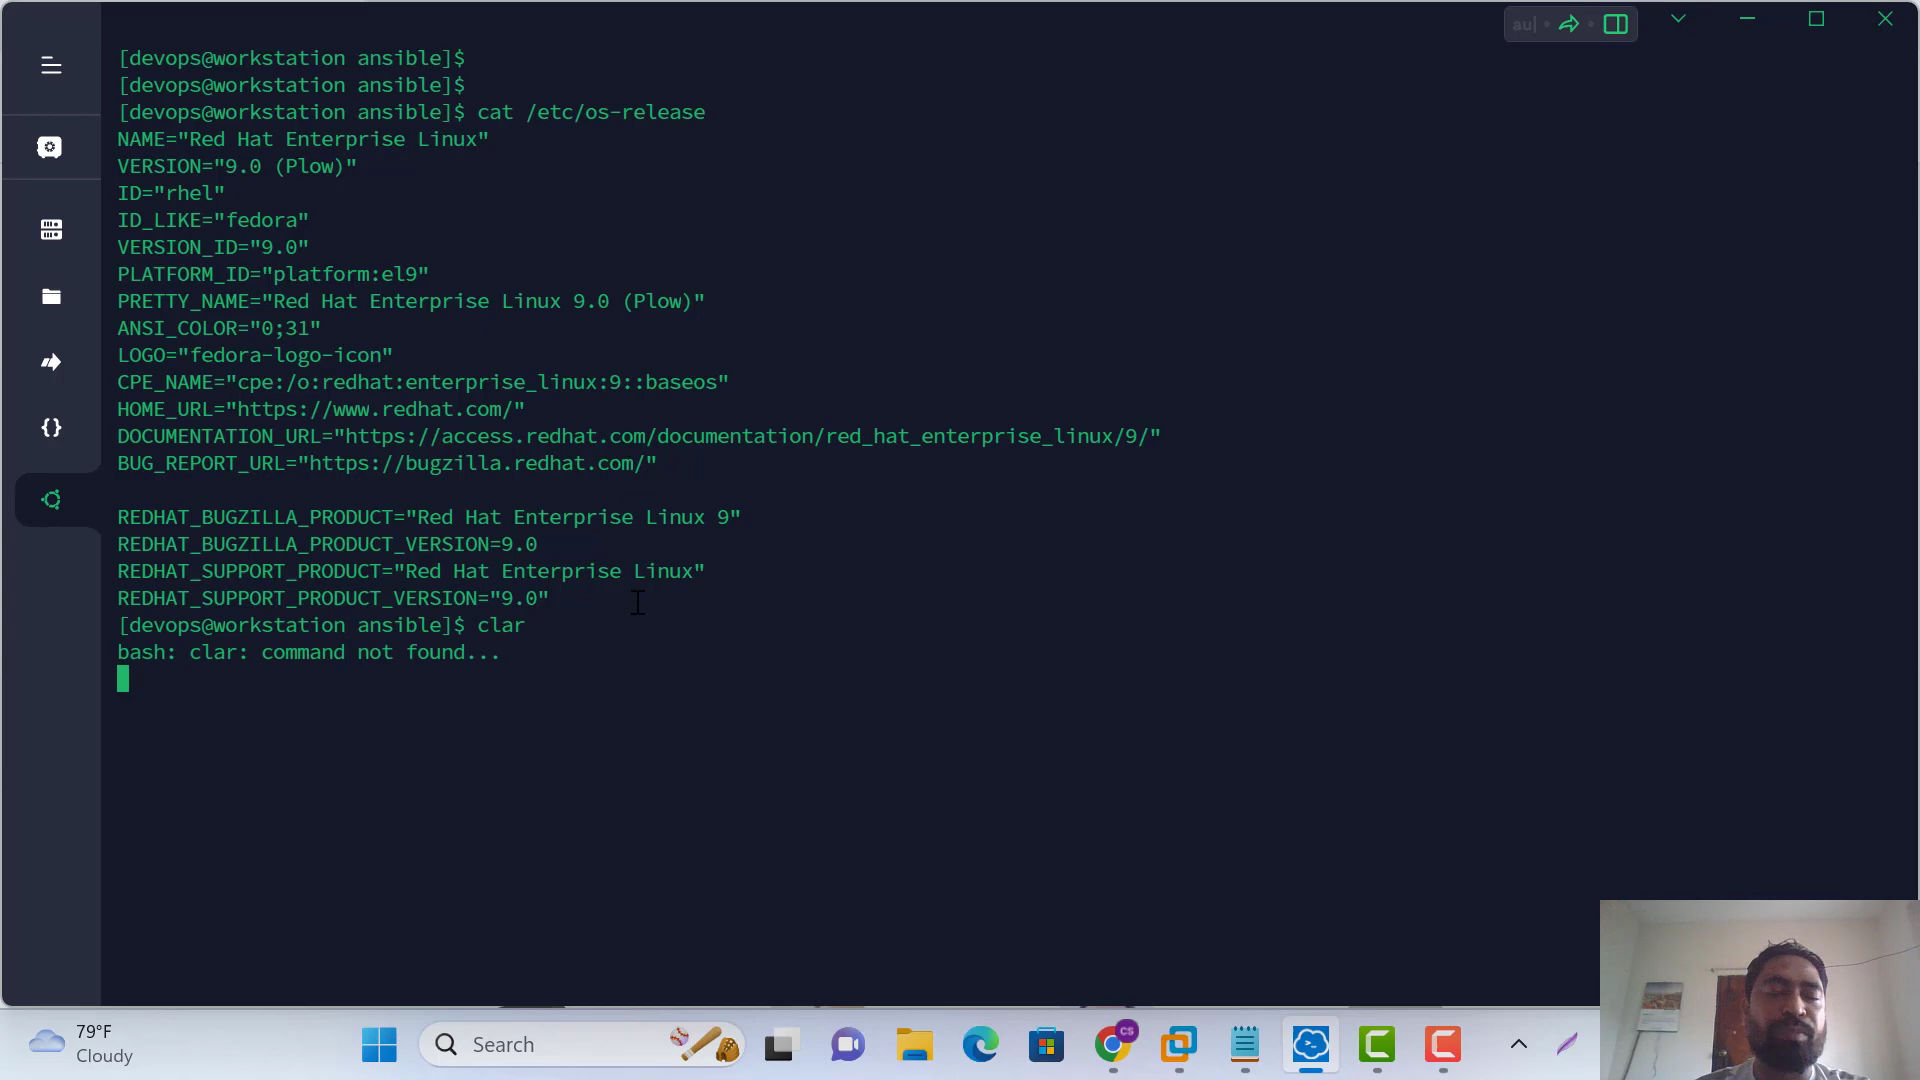 au|
[devops@workstation ansible]$
[devops@workstation ansible]$
[devops@workstation ansible]$ cat /etc/os-release
NAME="Red Hat Enterprise Linux"
VERSION="9.0 (Plow)"
ID="rhel"
ID_LIKE="fedora"
VERSION_ID="9.0"
PLATFORM_ID="platform:el9"
PRETTY_NAME="Red Hat Enterprise Linux 9.0 (Plow)"
ANSI_COLOR="0;31"
LOGO="fedora-logo-icon"
CPE_NAME="cpe:/o:redhat:enterprise_linux:9::baseos"
HOME_URL="https://www.redhat.com/"
DOCUMENTATION_URL="https://access.redhat.com/documentation/red_hat_enterprise_linux/9/"
BUG_REPORT_URL="https://bugzilla.redhat.com/"
REDHAT_BUGZILLA_PRODUCT="Red Hat Enterprise Linux 9"
REDHAT_BUGZILLA_PRODUCT_VERSION=9.0
REDHAT_SUPPORT_PRODUCT="Red Hat Enterprise Linux"
REDHAT_SUPPORT_PRODUCT_VERSION="9.0"
[devops@workstation ansible]$ clar
bash: clar: command not found...
79°F
Cloudy
Search
CS